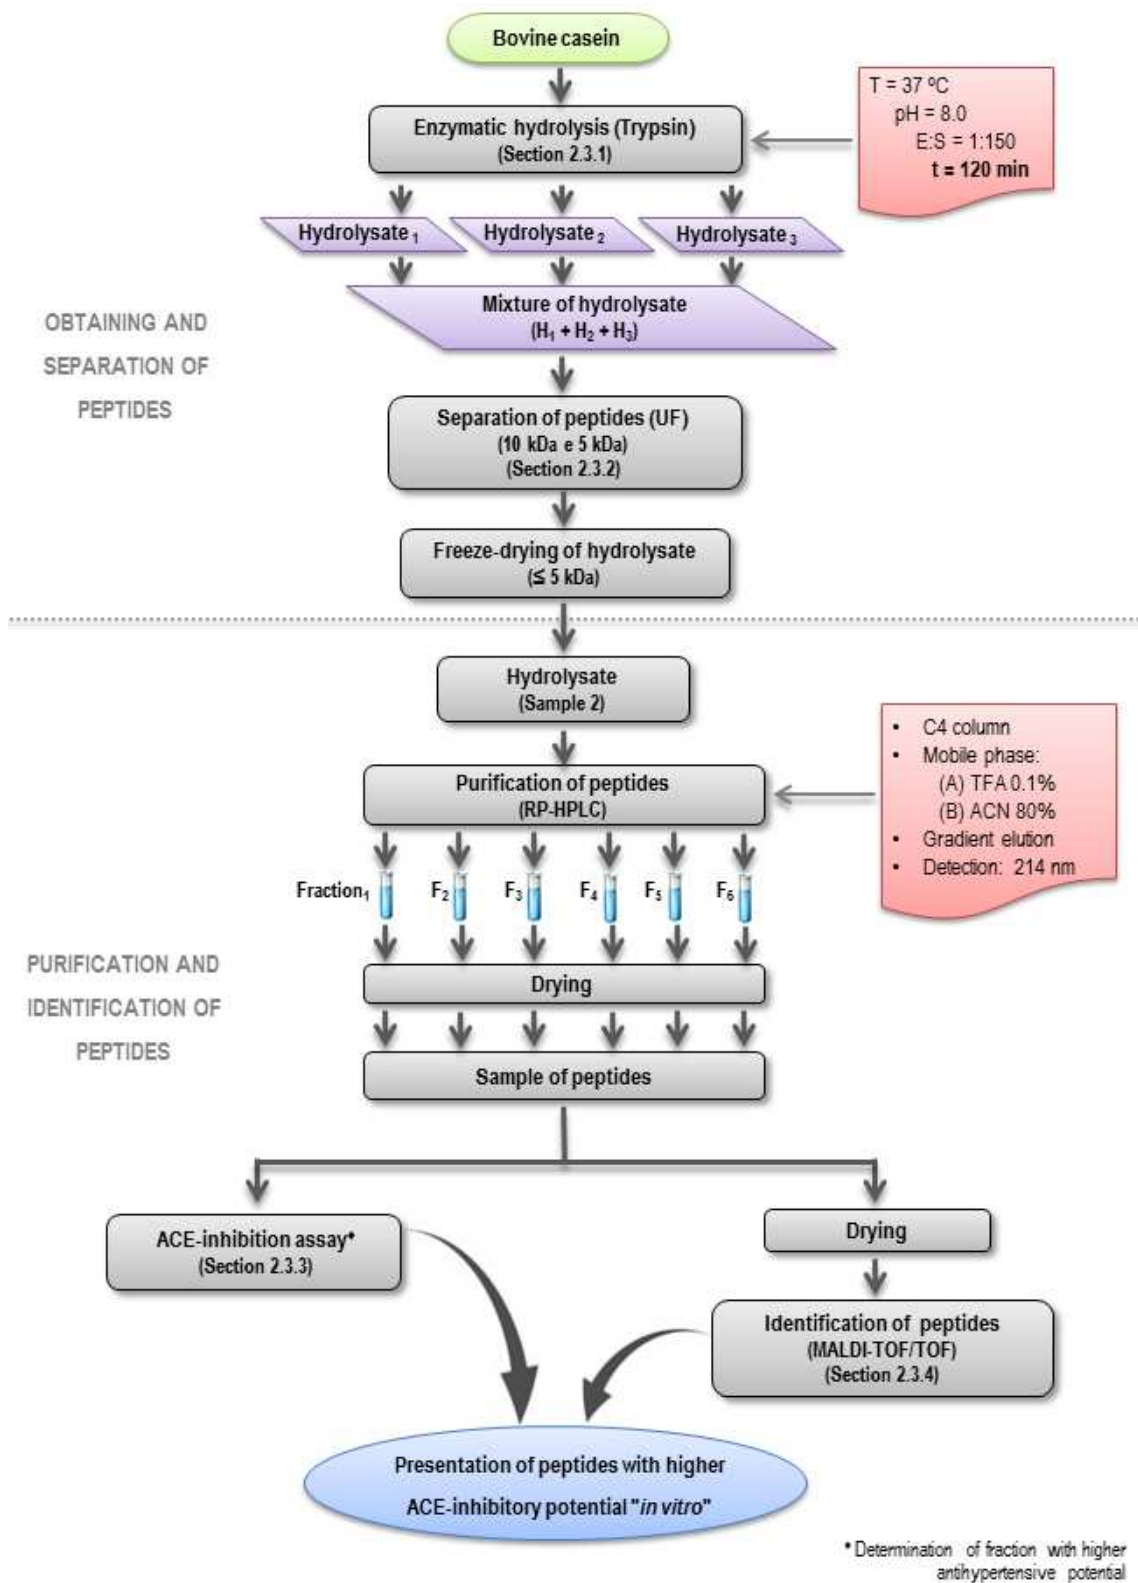 Bovine casein
T = 37 ºC
pH = 8.0
E:S = 1:150
t = 120 min
Enzymatic hydrolysis (Trypsin)
(Section 2.3.1)
Hydrolysate 1
Hydrolysate 2
Hydrolysate 3
Mixture of hydrolysate
(H1 + H2 + H3)
OBTAINING AND
SEPARATION OF
PEPTIDES
Separation of peptides (UF)
(10 kDa e 5 kDa)
(Section 2.3.2)
Freeze-drying of hydrolysate
(≤ 5 kDa)
Hydrolysate
(Sample 2)
• C4 column
• Mobile phase:
(A) TFA 0.1%
(B) ACN 80%
• Gradient elution
• Detection: 214 nm
Purification of peptides
(RP-HPLC)
Fraction1 F2 F3 F4 F5 F6
PURIFICATION AND
IDENTIFICATION OF
PEPTIDES
Drying
Sample of peptides
ACE-inhibition assay♦
(Section 2.3.3)
Drying
Identification of peptides
(MALDI-TOF/TOF)
(Section 2.3.4)
Presentation of peptides with higher
ACE-inhibitory potential "in vitro"
♦ Determination of fraction with higher
antihypertensive potential